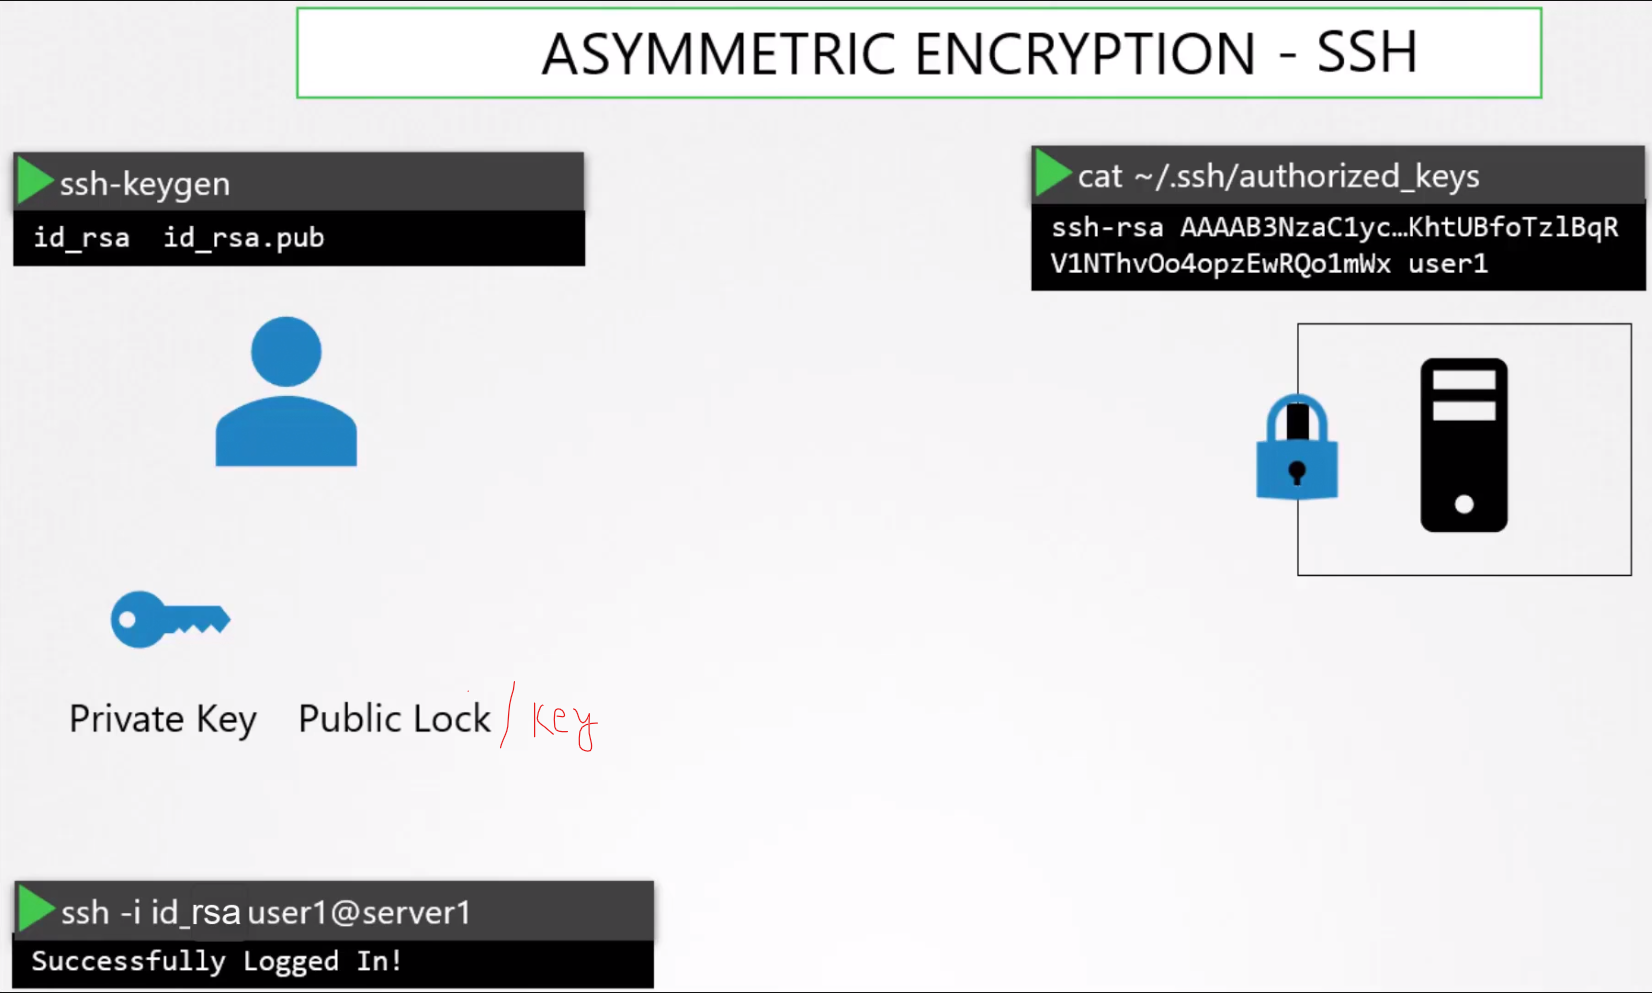 ASYMMETRIC ENCRYPTION - SSH
ssh-keygen
id_rsa id_rsa.pub
cat ~/.ssh/authorized_keys
ssh-rsa AAAAB3NzaC1yc…KhtUBfoTzlBqR
V1NThvOo4opzEwRQo1mWx user1
Private Key Public Lock / Key
ssh -i id_rsa user1@server1
Successfully Logged In!